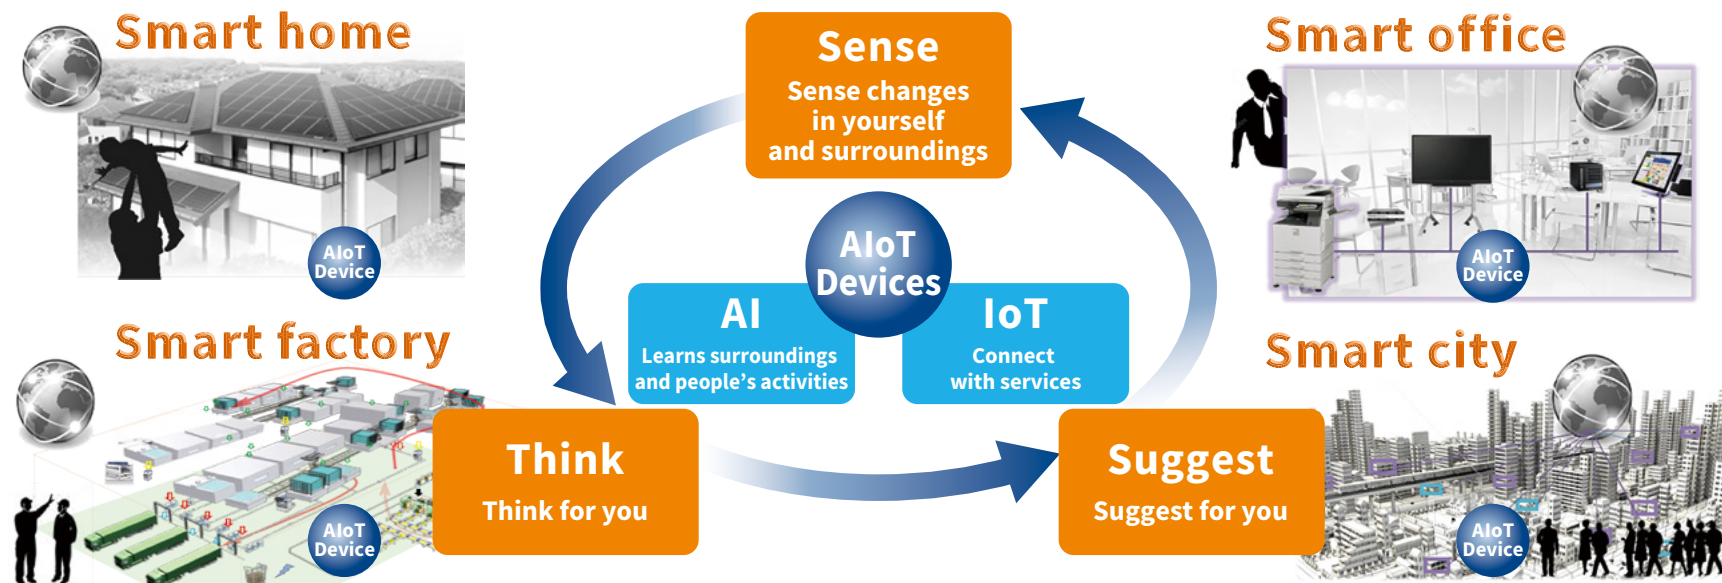 Smart home
AIoT
Device
Sense
Sense changes
in yourself
and surroundings
Smart office
AIoT
Device
AIoT
Devices
AI
Learns surroundings
and people's activities
IoT
Connect
with services
Smart factory
AIoT
Device
Think
Think for you
Suggest
Suggest for you
Smart city
AIoT
Device